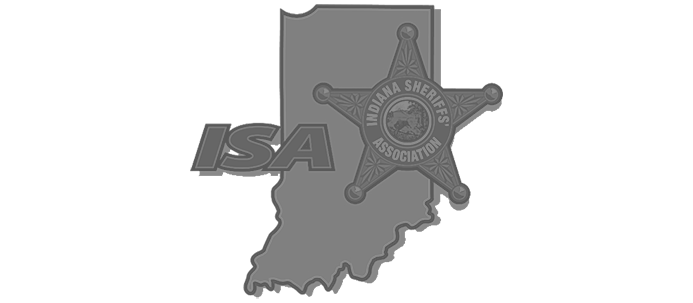 ISA
INDIANA SHERIFFS'
ASSOCIATION